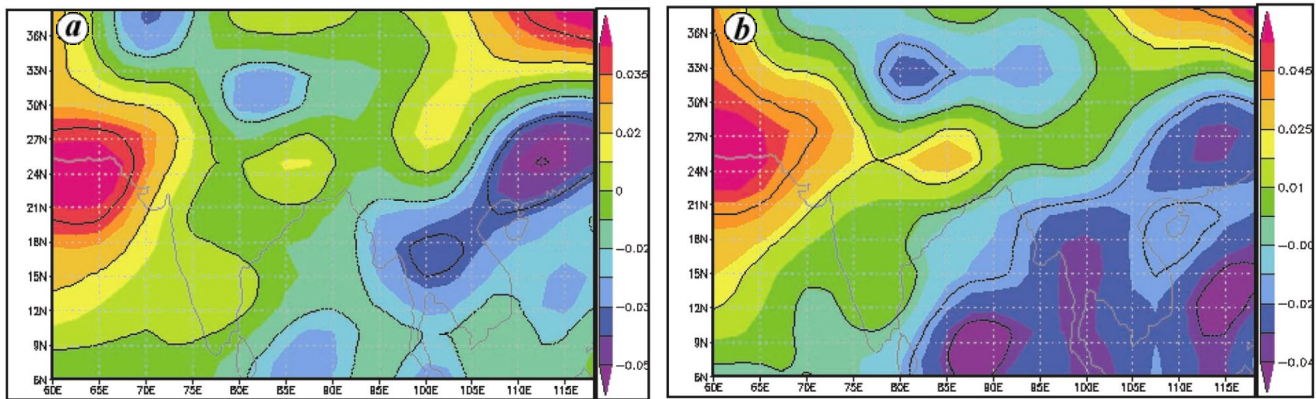 a
36N
33N
30N
27N
24N
21N
18N
15N
12N
9N
6N
60E 65E 70E 75E 80E 85E 90E 95E 100E 105E 110E 115E
0.035
0.02
0
-0.02
-0.03
-0.05
b
36N
33N
30N
27N
24N
21N
18N
15N
12N
9N
6N
60E 65E 70E 75E 80E 85E 90E 95E 100E 105E 110E 115E
0.045
0.025
0.01
-0.00
-0.02
-0.04